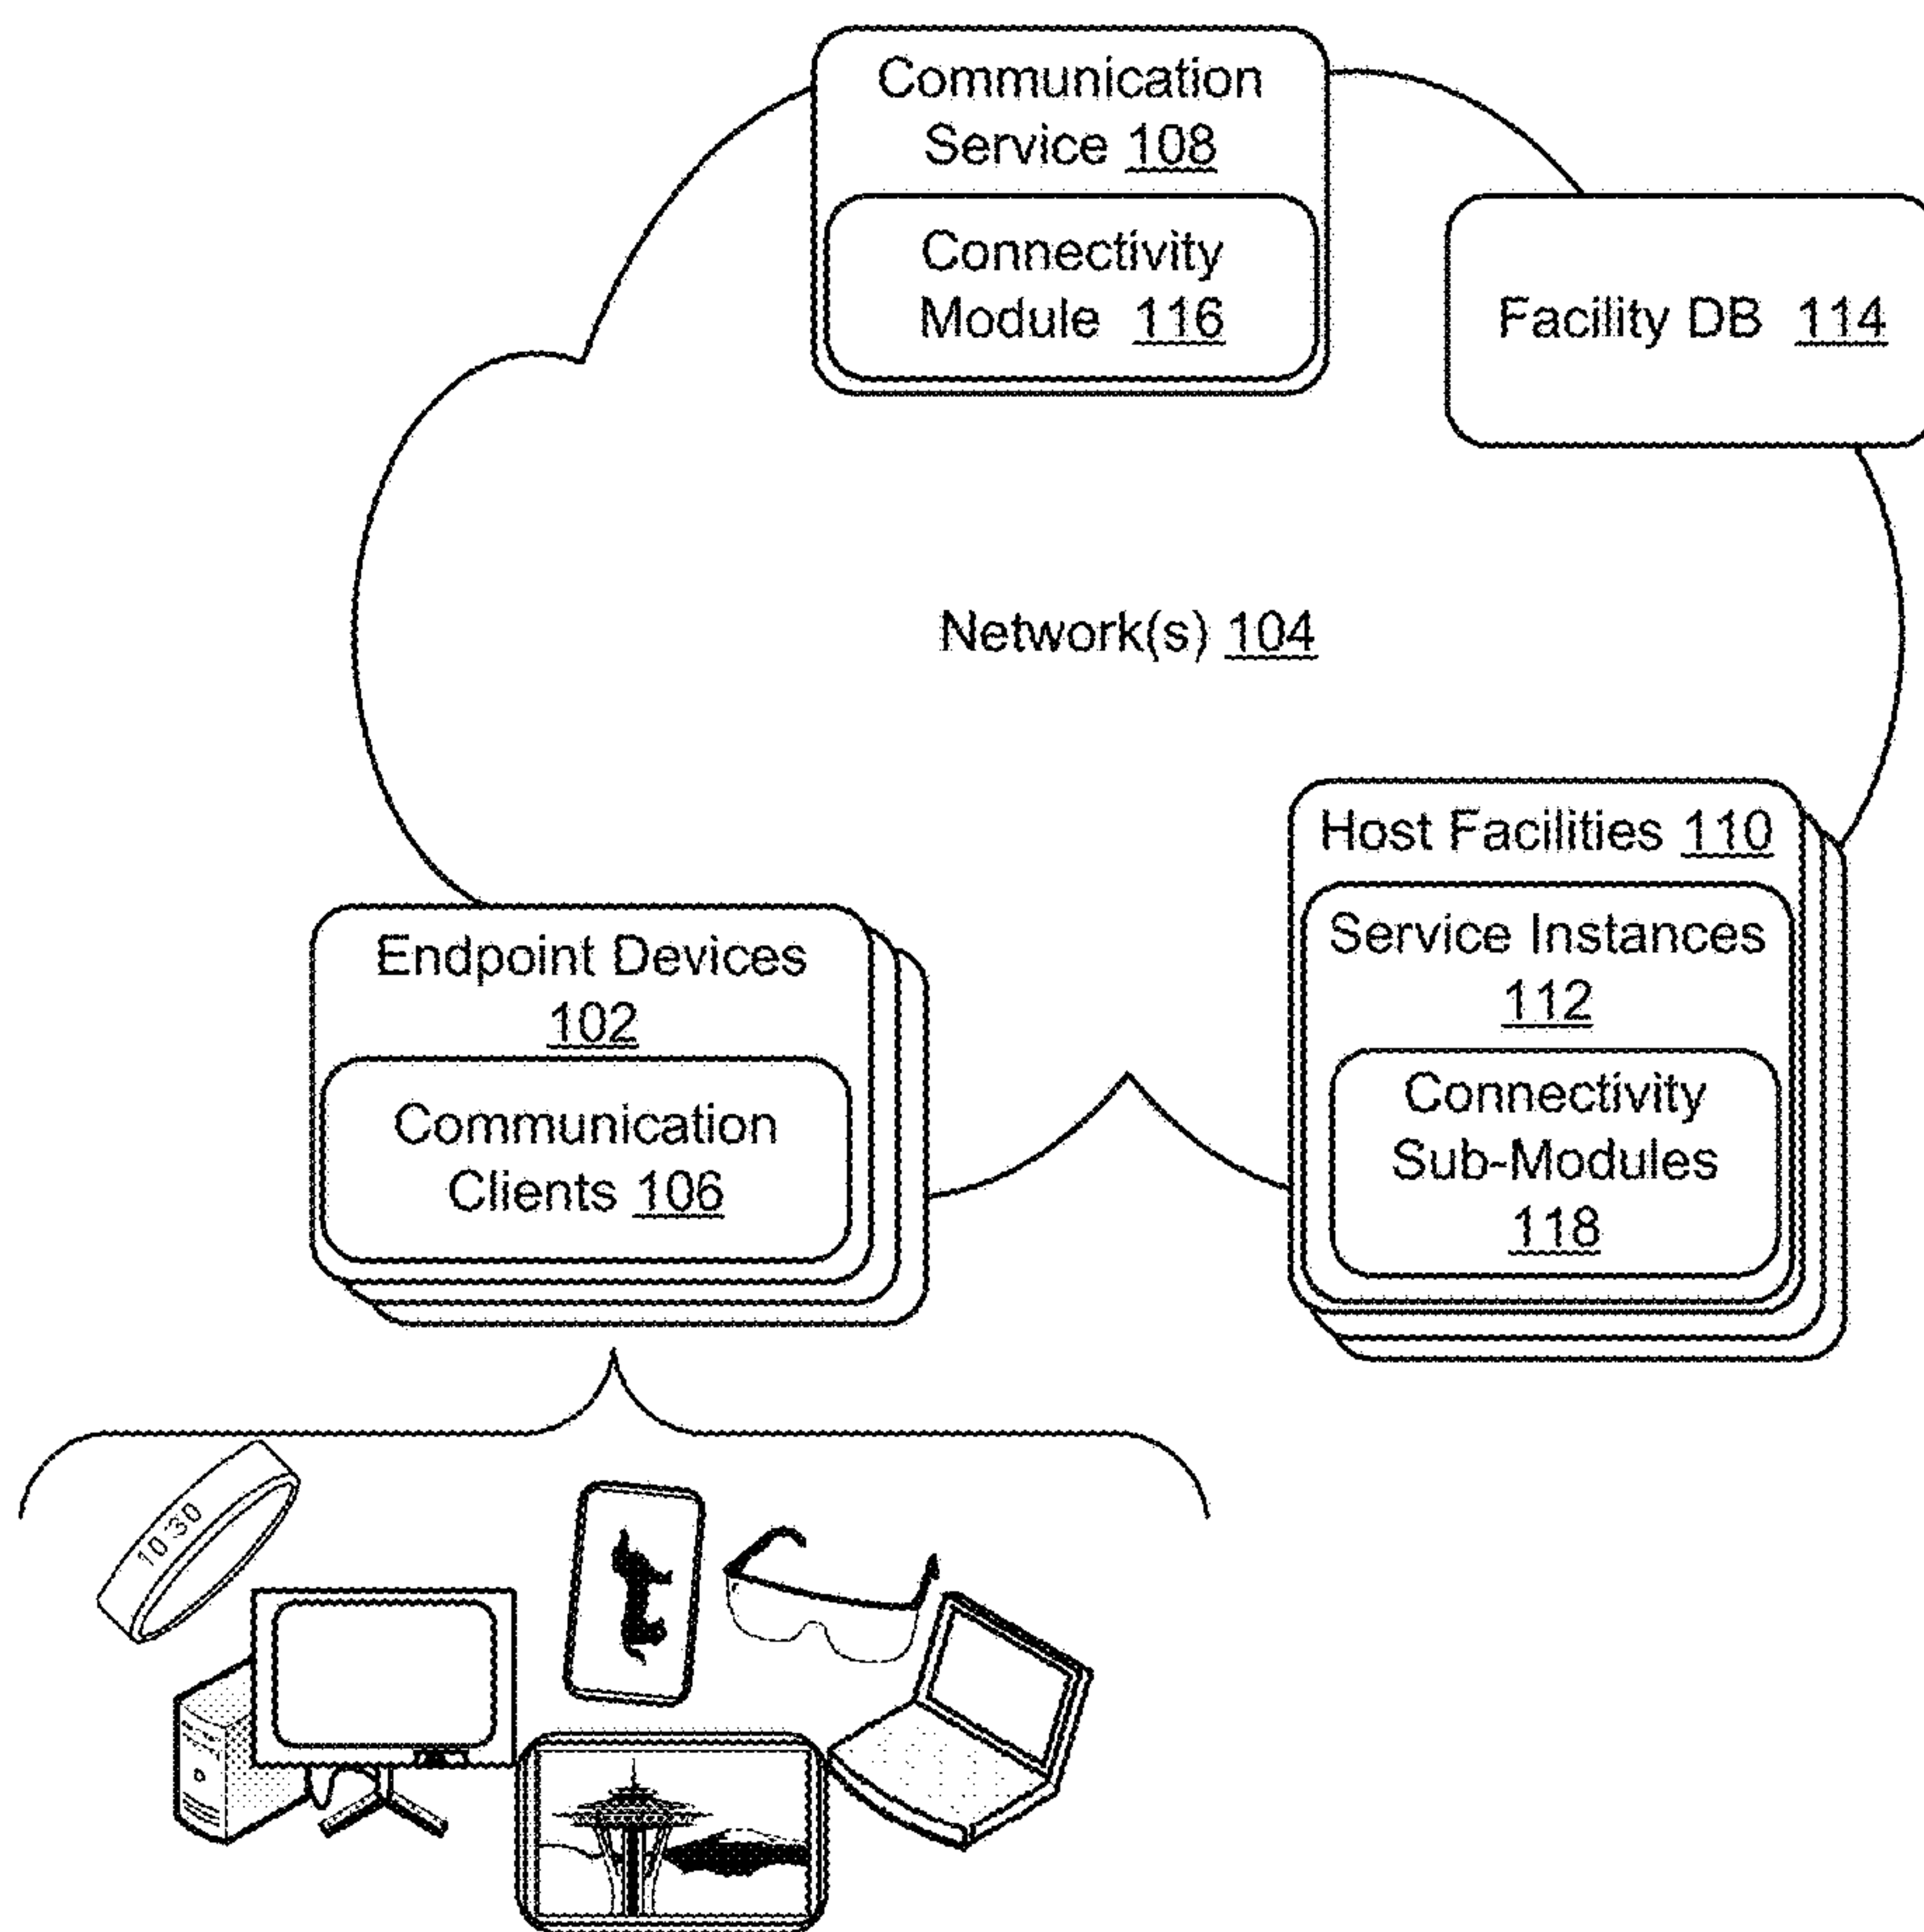 Communication
Service 108
Connectivity
Module 116
Facility DB 114
Network(s) 104
Host Facilities 110
Service Instances
112
Connectivity
Sub-Modules
118
Endpoint Devices
102
Communication
Clients 106
10:30